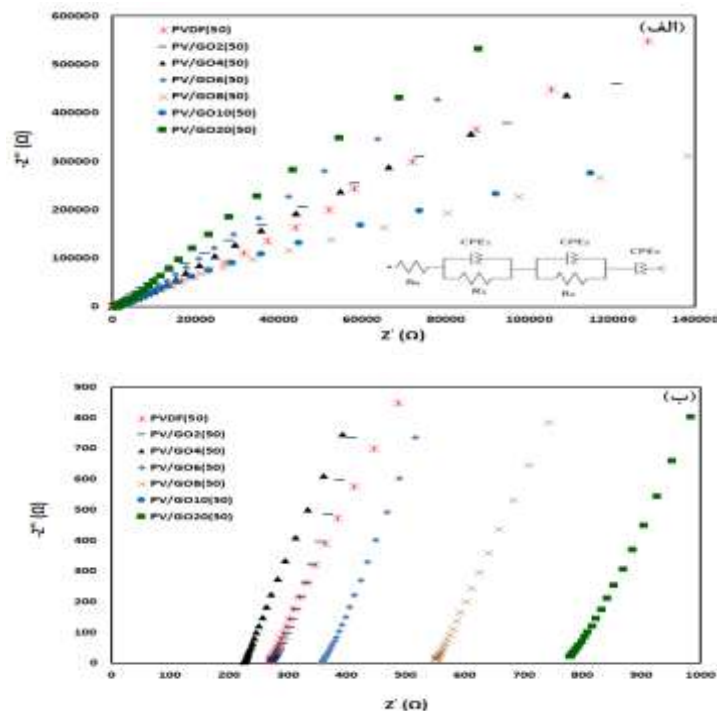 (الف)
600000
500000
400000
300000
200000
100000
0
-Z" (Ω)
PVDF(50)
PV/GO2(50)
PV/GO4(50)
PV/GO6(50)
PV/GO8(50)
PV/GO10(50)
PV/GO20(50)
CPE₁
CPE₂
R₁
0 20000 40000 60000 80000 100000 120000 140000
Z' (Ω)
(ب)
900
800
700
600
500
400
300
200
100
0
-Z" (Ω)
PVDF(50)
PV/GO2(50)
PV/GO4(50)
PV/GO6(50)
PV/GO8(50)
PV/GO10(50)
PV/GO20(50)
0 100 200 300 400 500 600 700 800 900 1000
Z' (Ω)